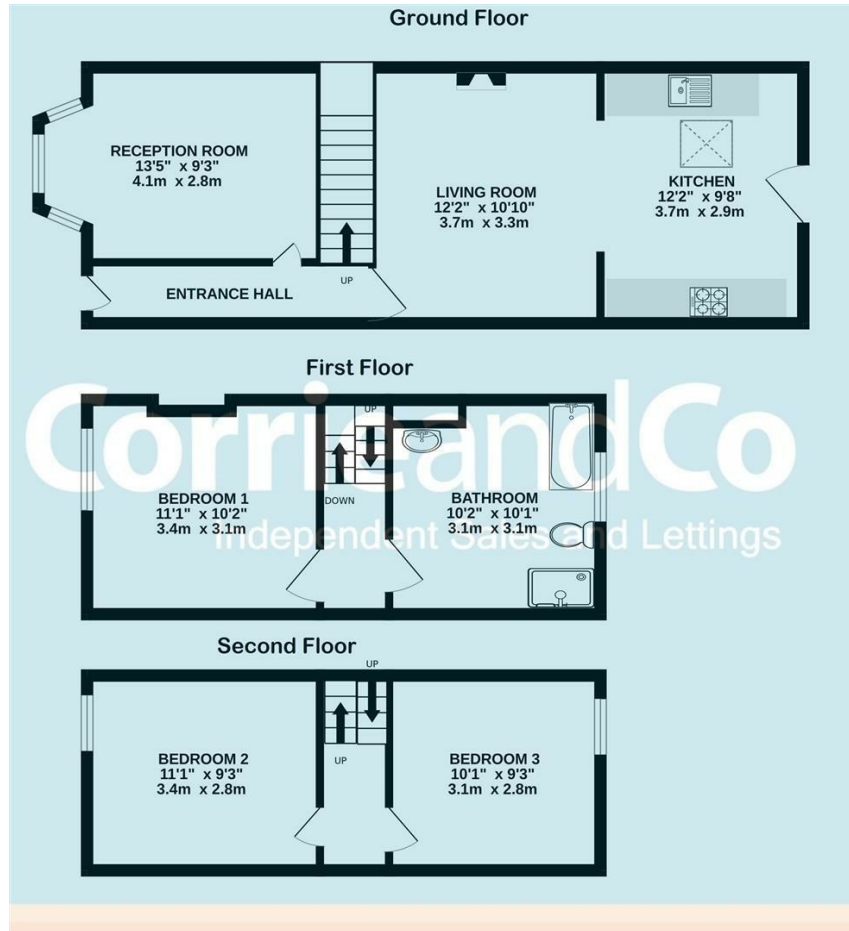 Ground Floor
RECEPTION ROOM
13'5" x 9'3"
4.1m x 2.8m
LIVING ROOM
12'2" x 10'10"
3.7m x 3.3m
KITCHEN
12'2" x 9'8"
3.7m x 2.9m
UP
ENTRANCE HALL
First Floor
CorrieandCo
Independent Sales and Lettings
UP
DOWN
BEDROOM 1
11'1" x 10'2"
3.4m x 3.1m
BATHROOM
10'2" x 10'1"
3.1m x 3.1m
Second Floor
UP
UP
BEDROOM 2
11'1" x 9'3"
3.4m x 2.8m
BEDROOM 3
10'1" x 9'3"
3.1m x 2.8m